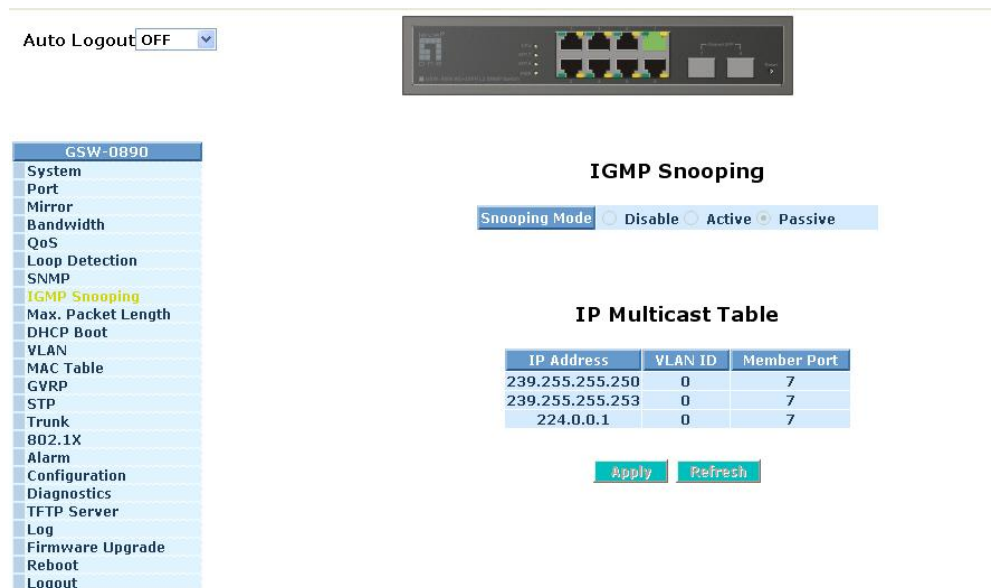 Auto Logout OFF
GSW-0890
System
Port
Mirror
Bandwidth
QoS
Loop Detection
SNMP
IGMP Snooping
Max. Packet Length
DHCP Boot
VLAN
MAC Table
GVRP
STP
Trunk
802.1X
Alarm
Configuration
Diagnostics
TFTP Server
Log
Firmware Upgrade
Reboot
Logout
IGMP Snooping
Snooping Mode Disable Active Passive
IP Multicast Table
IP Address VLAN ID Member Port
239.255.255.250 0 7
239.255.255.253 0 7
224.0.0.1 0 7
Apply Refresh